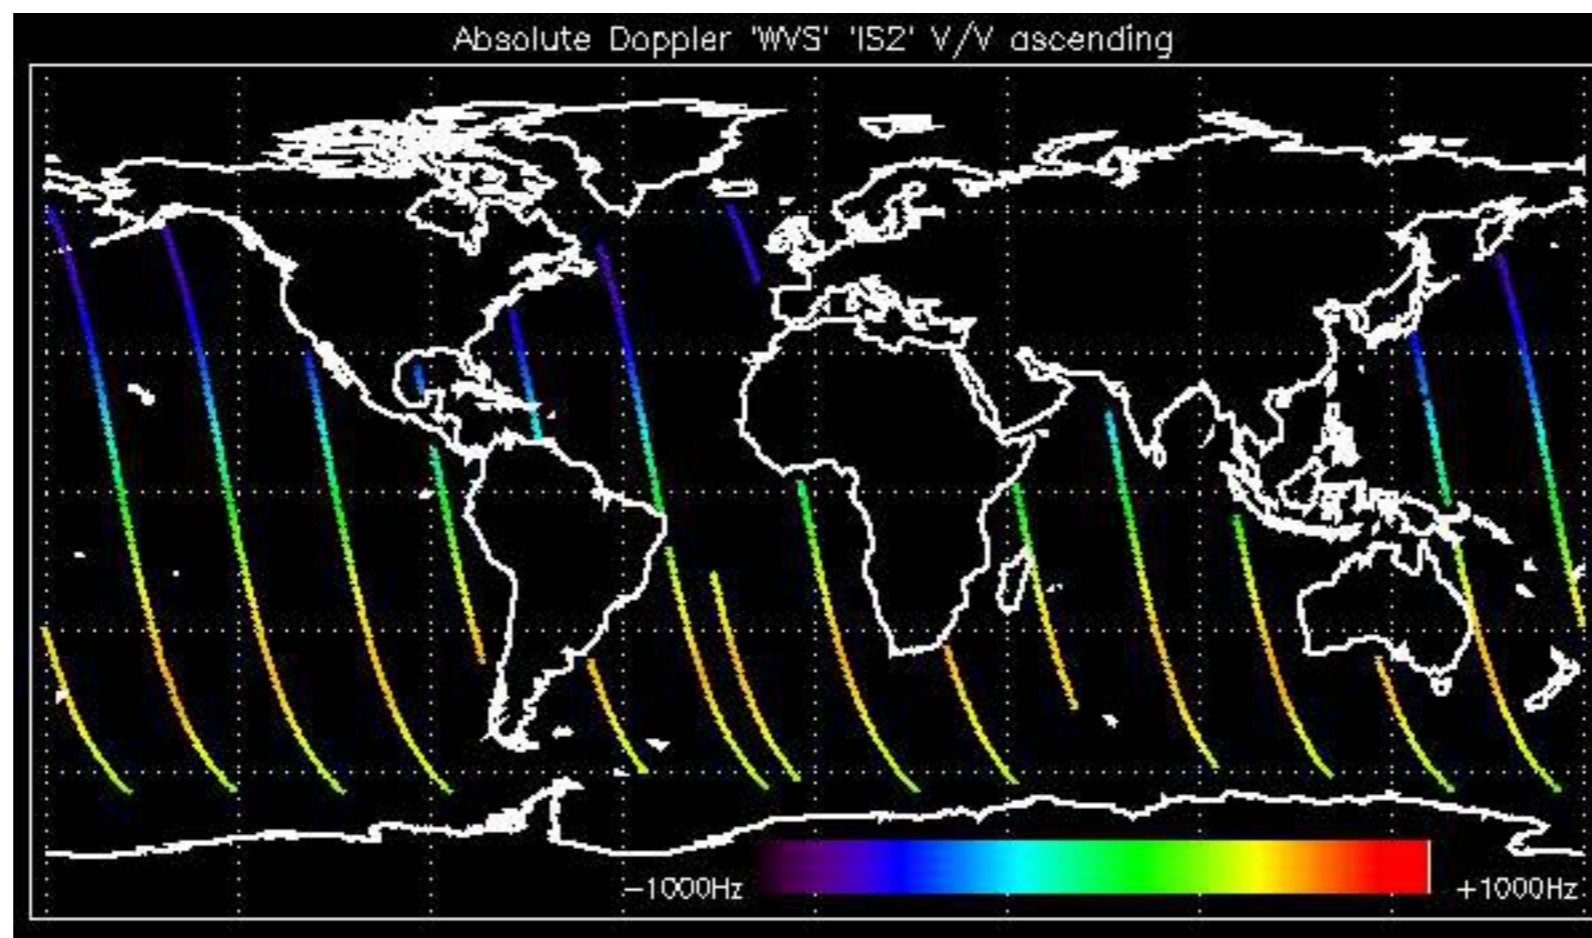 Absolute Doppler 'WVS' 'IS2' V/V ascending
−1000Hz
+1000Hz